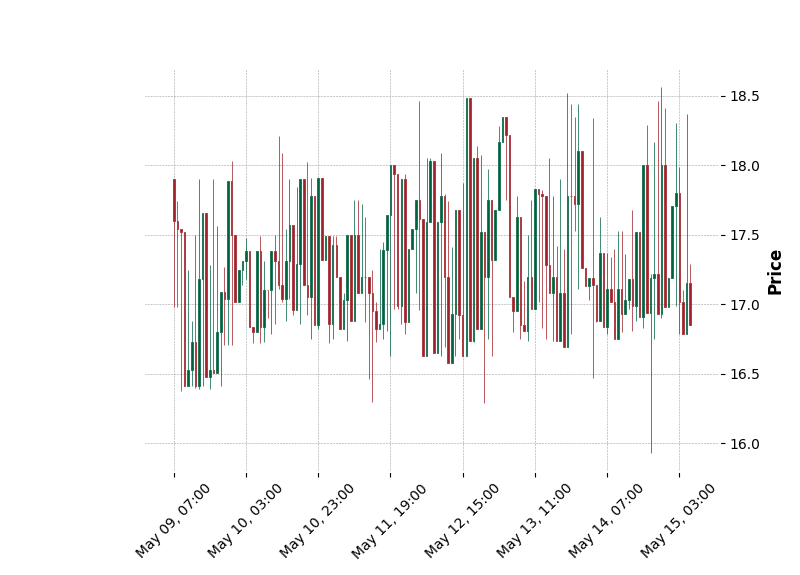 18.5
18.0
17.5
17.0
16.5
16.0
Price
May 09, 07:00
May 10, 03:00
May 10, 23:00
May 11, 19:00
May 12, 15:00
May 13, 11:00
May 14, 07:00
May 15, 03:00